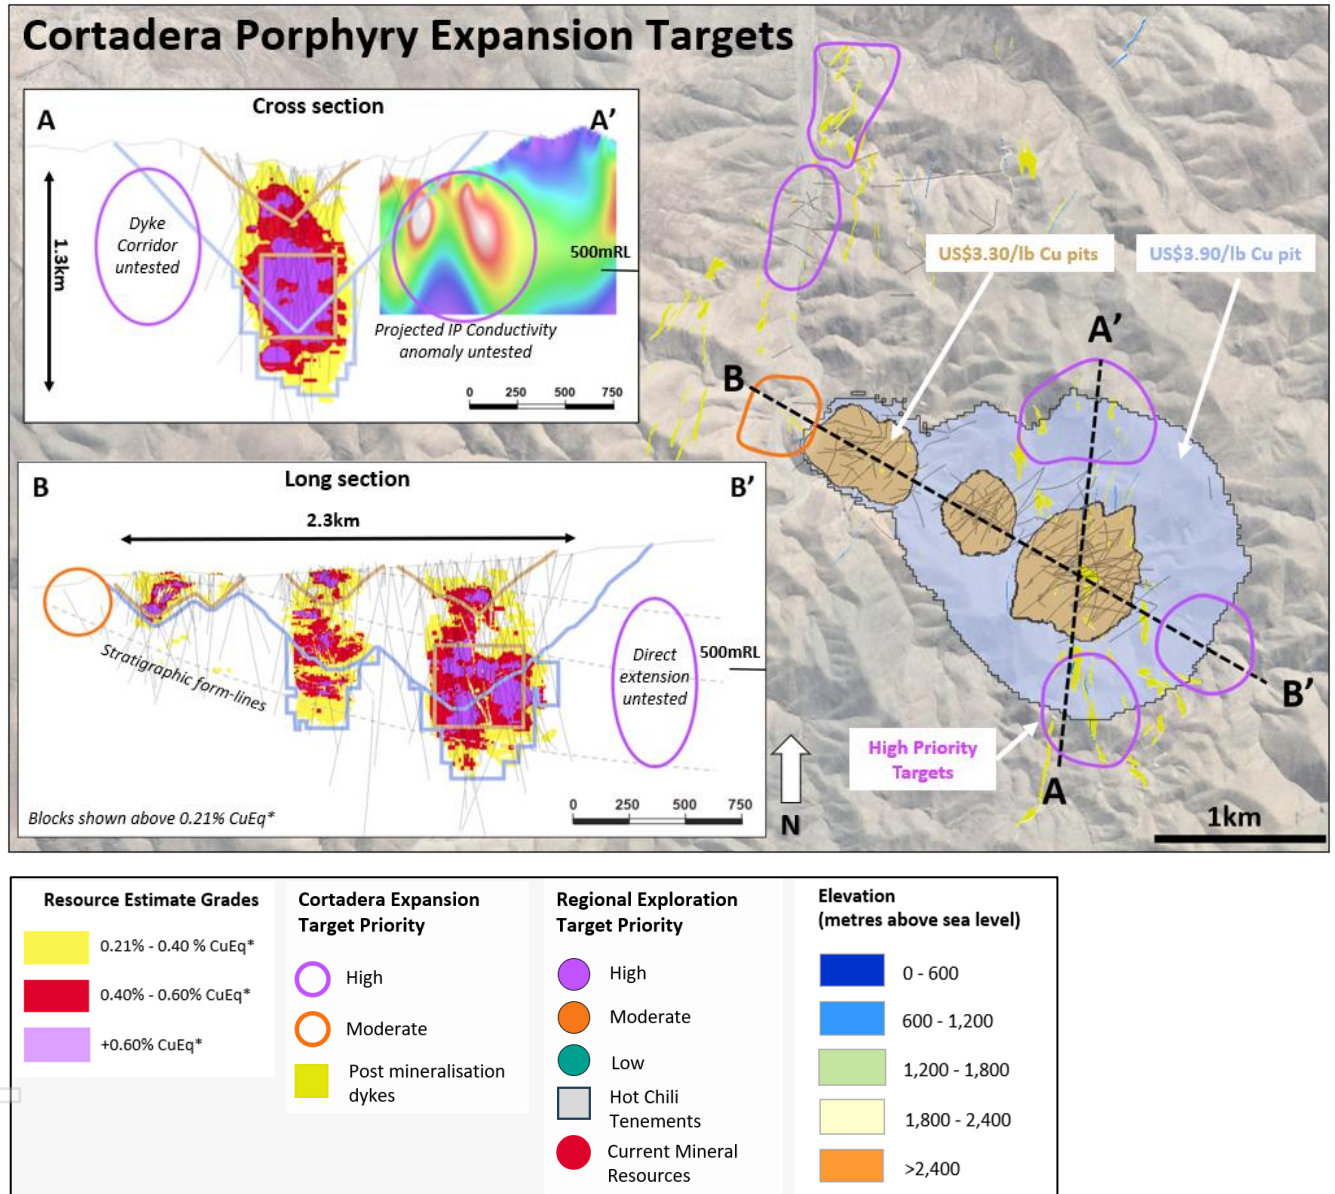 Cortadera Porphyry Expansion Targets
Cross section
A
A’
Dyke
Corridor
untested
1.3km
500mRL
Projected IP Conductivity
anomaly untested
0 250 500 750
Long section
B
B’
2.3km
Stratigraphic form-lines
Direct
extension
untested
500mRL
Blocks shown above 0.21% CuEq*
0 250 500 750
US$3.30/lb Cu pits
US$3.90/lb Cu pit
A’
B
B’
A
High Priority
Targets
N
1km
Resource Estimate Grades
0.21% - 0.40 % CuEq*
0.40% - 0.60% CuEq*
+0.60% CuEq*
Cortadera Expansion
Target Priority
High
Moderate
Post mineralisation
dykes
Regional Exploration
Target Priority
High
Moderate
Low
Hot Chili
Tenements
Current Mineral
Resources
Elevation
(metres above sea level)
0 - 600
600 - 1,200
1,200 - 1,800
1,800 - 2,400
>2,400